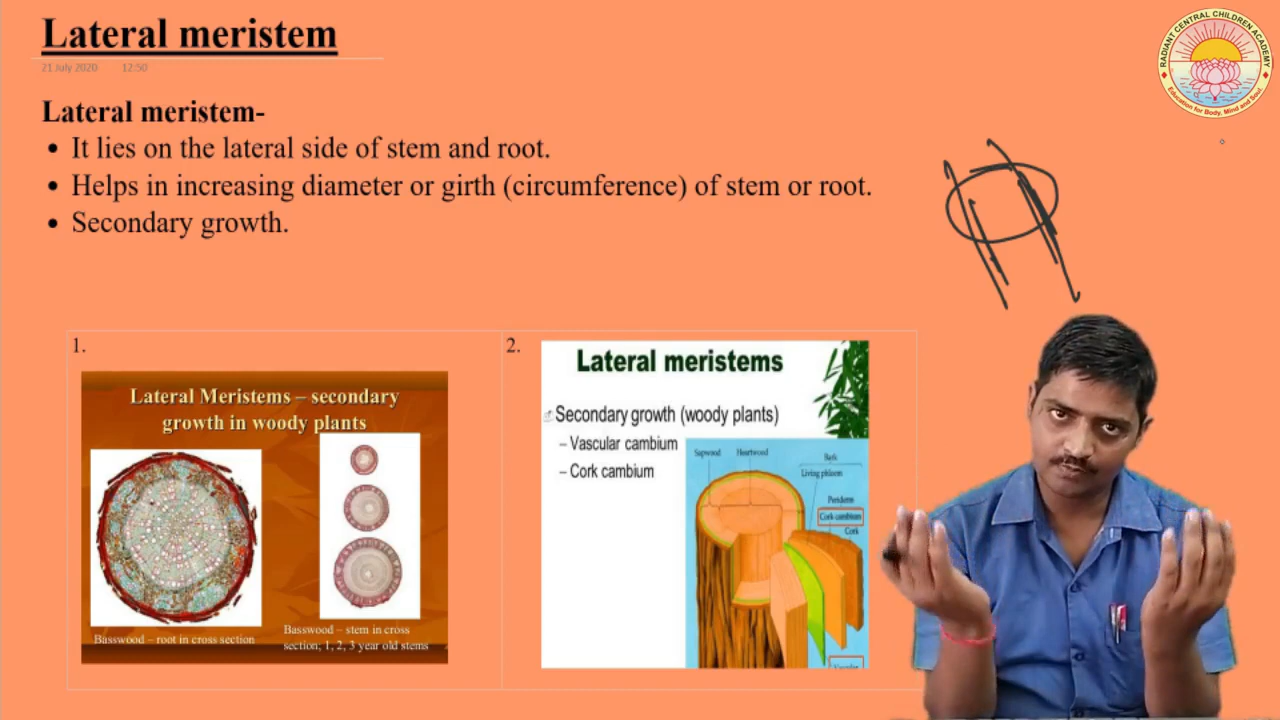 Lateral meristem
21 July 2020 12:50
RADIANT CENTRAL CHILDREN ACADEMY
Education for Body, Mind and Soul
Lateral meristem-
• It lies on the lateral side of stem and root.
• Helps in increasing diameter or girth (circumference) of stem or root.
• Secondary growth.
1.
Lateral Meristems – secondary
growth in woody plants
Basswood – root in cross section
Basswood – stem in cross
section; 1, 2, 3 year old stems
2.
Lateral meristems
Secondary growth (woody plants)
– Vascular cambium
– Cork cambium
Sapwood Heartwood Bark
Living phloem
Periderm
Cork cambium
Cork
Vascular